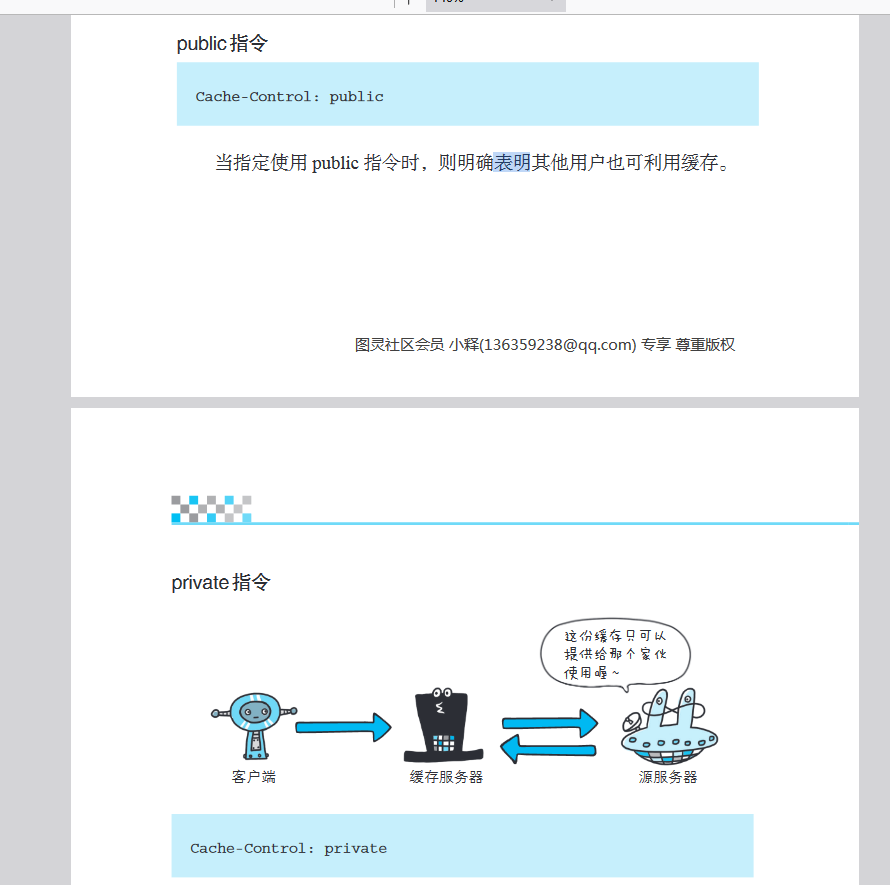 public 指令
Cache-Control: public
当指定使用 public 指令时，则明确表明其他用户也可利用缓存。
图灵社区会员 小释(136359238@qq.com) 专享 尊重版权
private 指令
这份缓存只可以
提供给那个家伙
使用喔～
客户端
缓存服务器
源服务器
Cache-Control: private